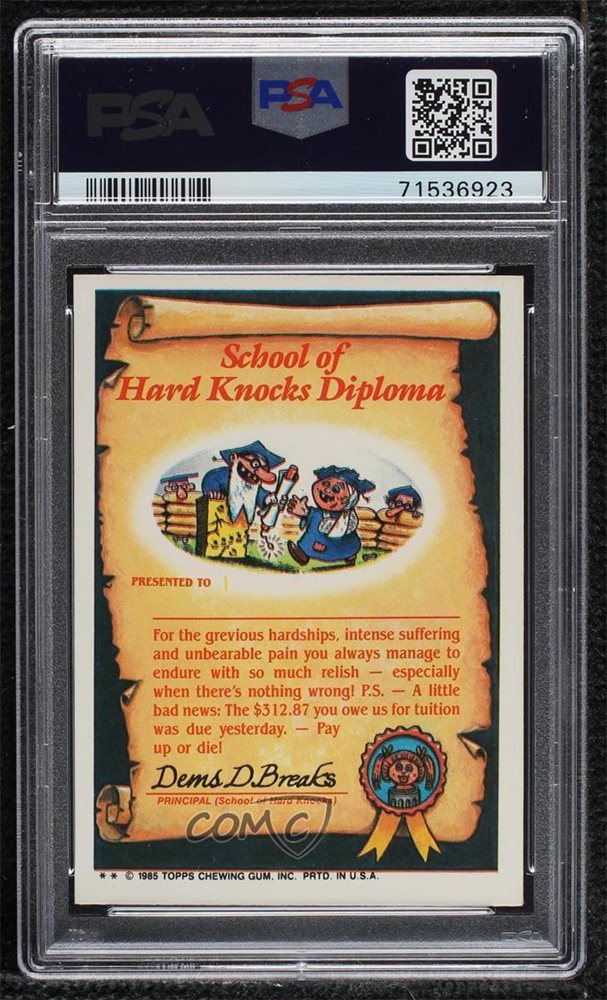 PSA
PSA
71536923
School of
Hard Knocks Diploma
PRESENTED TO
For the grevious hardships, intense suffering
and unbearable pain you always manage to
endure with so much relish — especially
when there's nothing wrong! P.S. — A little
bad news: The $312.87 you owe us for tuition
was due yesterday. — Pay
up or die!
Dems D. Breaks
PRINCIPAL (School of Hard Knocks)
COMC
** © 1985 TOPPS CHEWING GUM, INC. PRTD. IN U.S.A.
PSA